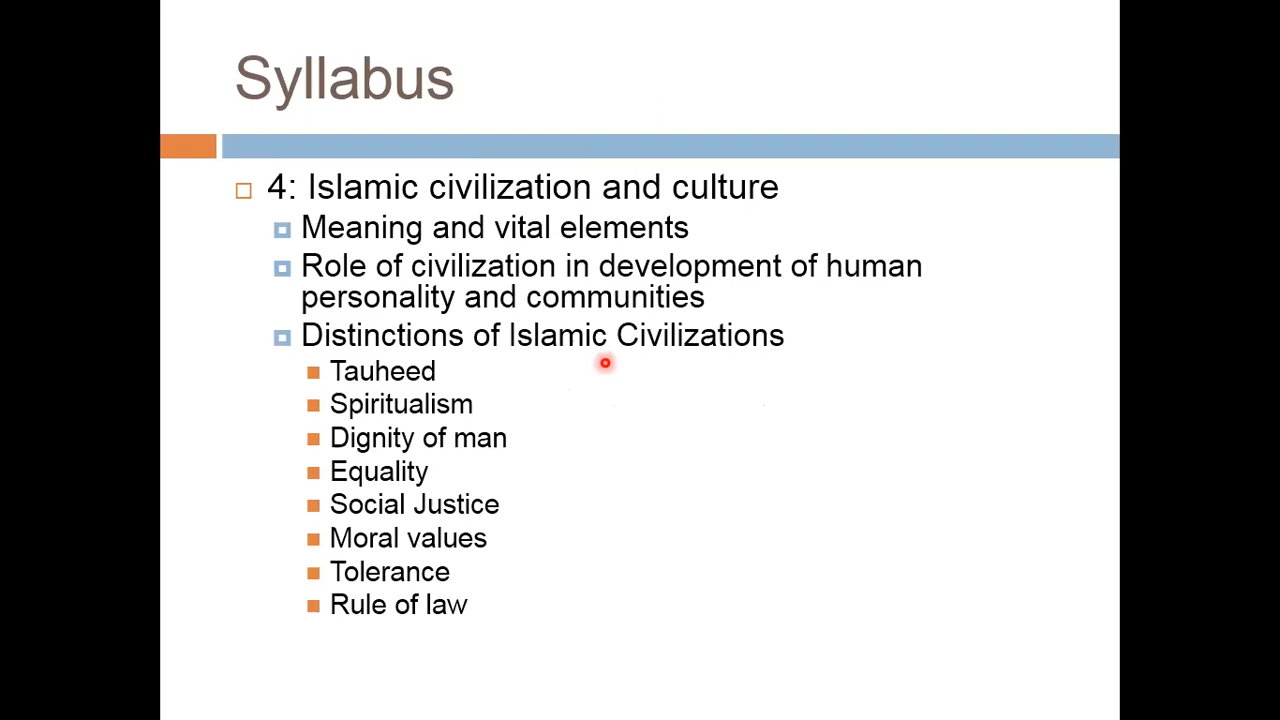 Syllabus
4: Islamic civilization and culture
Meaning and vital elements
Role of civilization in development of human
personality and communities
Distinctions of Islamic Civilizations
Tauheed
Spiritualism
Dignity of man
Equality
Social Justice
Moral values
Tolerance
Rule of law